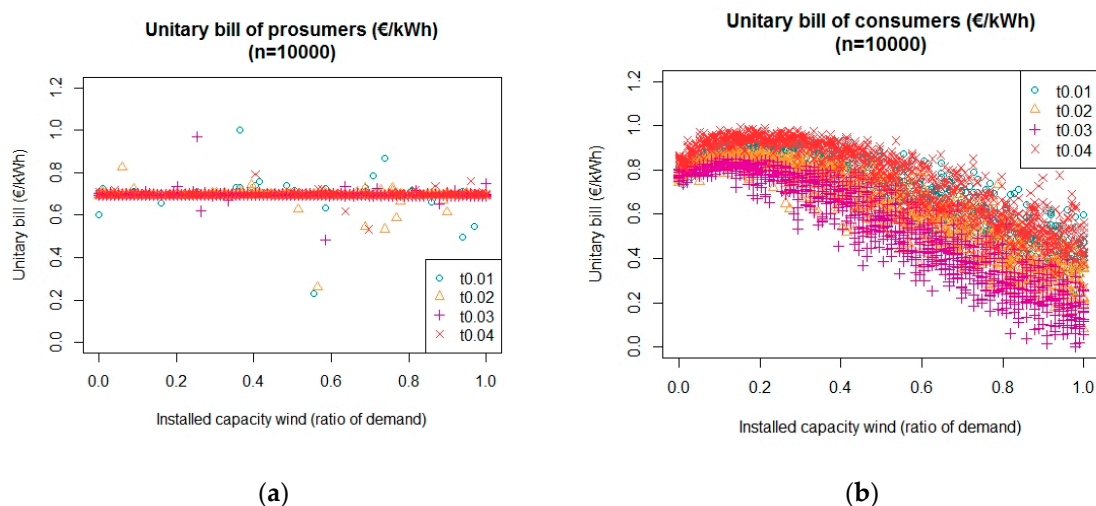 Unitary bill of prosumers (€/kWh)
(n=10000)
Unitary bill (€/kWh)
1.2
1.0
0.8
0.6
0.4
0.2
0.0
t0.01
t0.02
t0.03
t0.04
0.0 0.2 0.4 0.6 0.8 1.0
Installed capacity wind (ratio of demand)
(a)
Unitary bill of consumers (€/kWh)
(n=10000)
Unitary bill (€/kWh)
1.2
1.0
0.8
0.6
0.4
0.2
0.0
t0.01
t0.02
t0.03
t0.04
0.0 0.2 0.4 0.6 0.8 1.0
Installed capacity wind (ratio of demand)
(b)